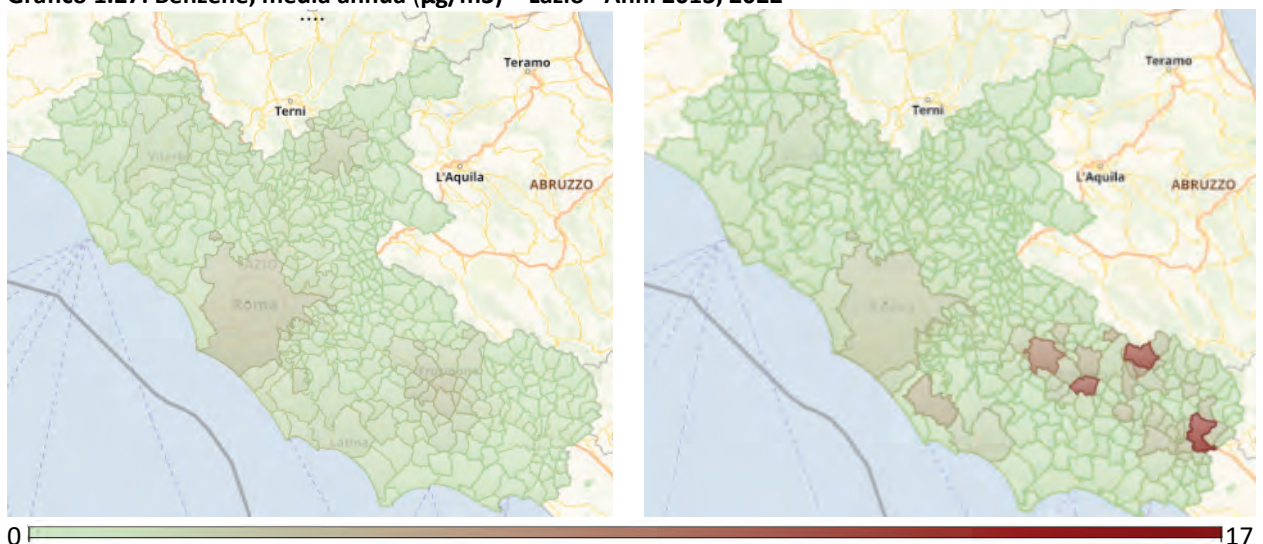 Grafico 1.27. Benzene, media annua (µg/m3) – Lazio - Anni 2015, 2022
Teramo
Terni
Viterbo
L'Aquila
ABRUZZO
LAZIO
Roma
Frosinone
Latina
Teramo
Terni
L'Aquila
ABRUZZO
Roma
0 17